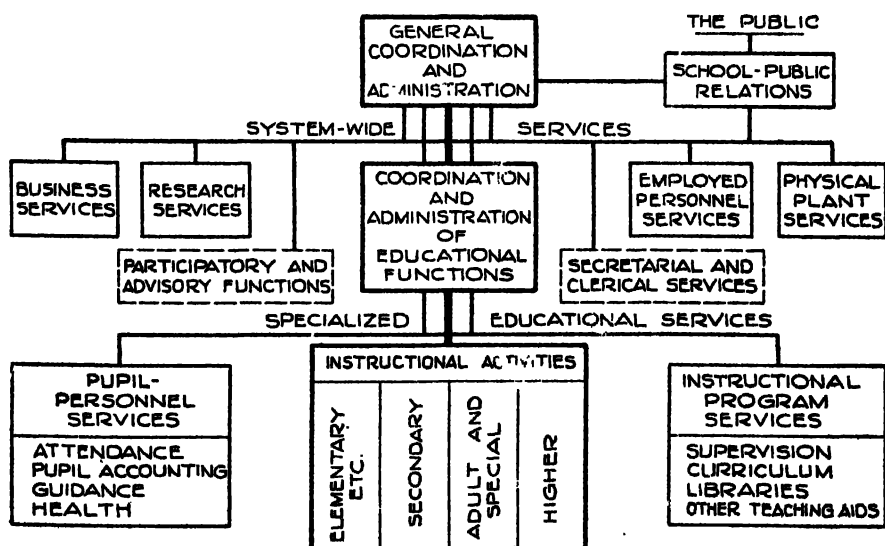 GENERAL
COORDINATION
AND
ADMINISTRATION
THE PUBLIC
SCHOOL-PUBLIC
RELATIONS
SYSTEM-WIDE SERVICES
BUSINESS
SERVICES
RESEARCH
SERVICES
PARTICIPATORY AND
ADVISORY FUNCTIONS
COORDINATION
AND
ADMINISTRATION
OF
EDUCATIONAL
FUNCTIONS
SECRETARIAL AND
CLERICAL SERVICES
EMPLOYED
PERSONNEL
SERVICES
PHYSICAL
PLANT
SERVICES
SPECIALIZED EDUCATIONAL SERVICES
PUPIL-
PERSONNEL
SERVICES
ATTENDANCE
PUPIL ACCOUNTING
GUIDANCE
HEALTH
INSTRUCTIONAL ACTIVITIES
ELEMENTARY
ETC.
SECONDARY
ADULT AND
SPECIAL
HIGHER
INSTRUCTIONAL
PROGRAM
SERVICES
SUPERVISION
CURRICULUM
LIBRARIES
OTHER TEACHING AIDS